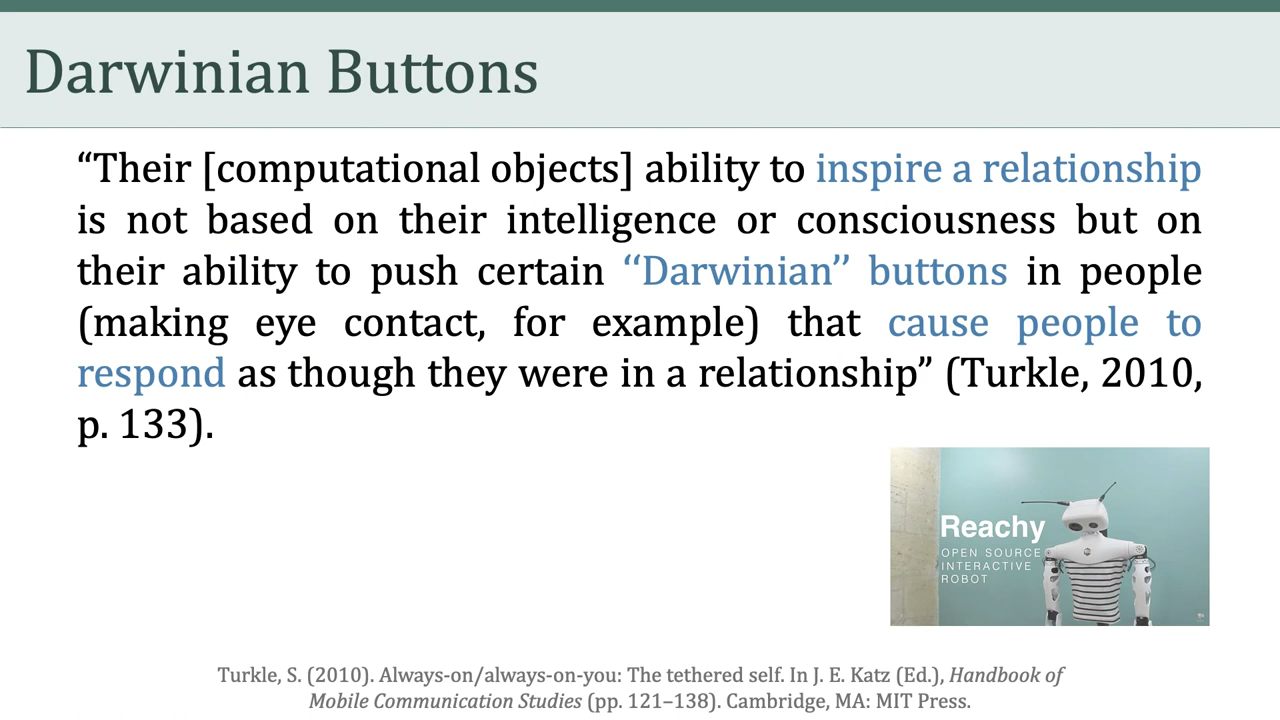 Darwinian Buttons
“Their [computational objects] ability to inspire a relationship
is not based on their intelligence or consciousness but on
their ability to push certain ‘‘Darwinian’’ buttons in people
(making eye contact, for example) that cause people to
respond as though they were in a relationship” (Turkle, 2010,
p. 133).
Reachy
OPEN SOURCE
INTERACTIVE
ROBOT
Turkle, S. (2010). Always-on/always-on-you: The tethered self. In J. E. Katz (Ed.), Handbook of
Mobile Communication Studies (pp. 121–138). Cambridge, MA: MIT Press.